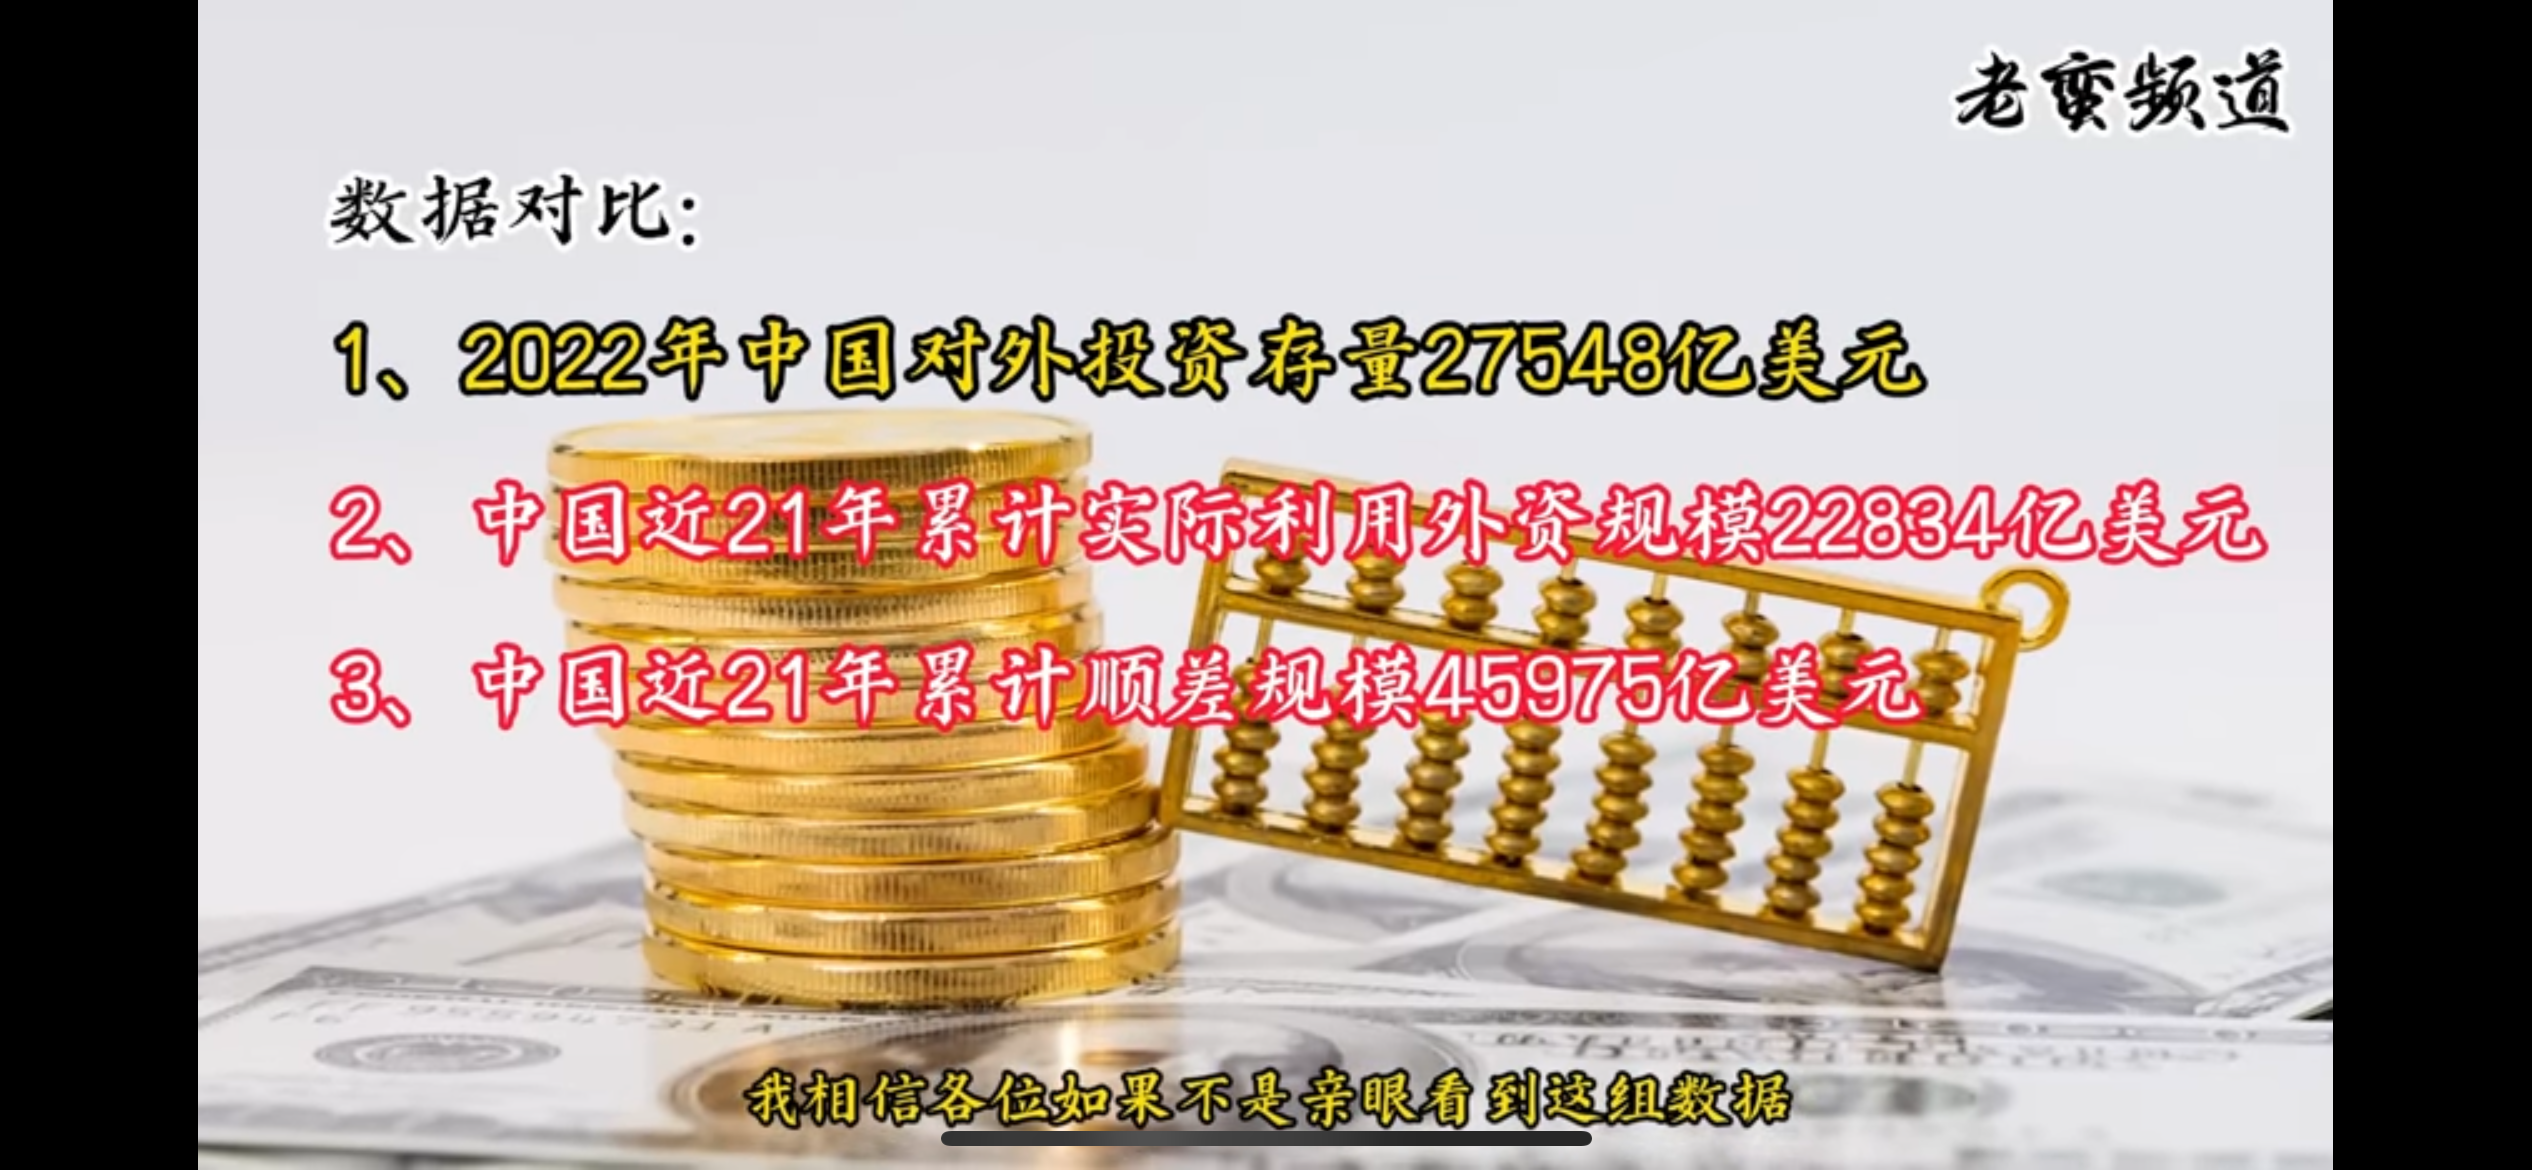 老蛮频道
数据对比:
1、2022年中国对外投资存量27548亿美元
2、中国近21年累计实际利用外资规模22834亿美元
3、中国近21年累计顺差规模45975亿美元
我相信各位如果不是亲眼看到这组数据